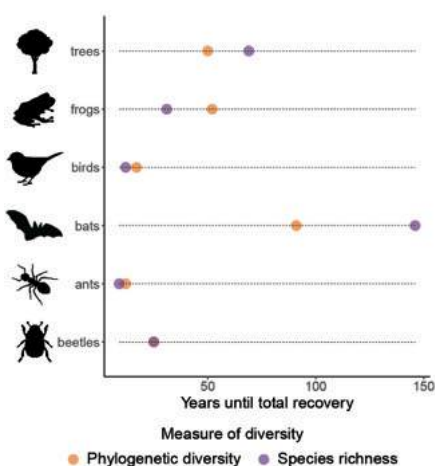 trees
frogs
birds
bats
ants
beetles
50
100
150
Years until total recovery
Measure of diversity
Phylogenetic diversity
Species richness